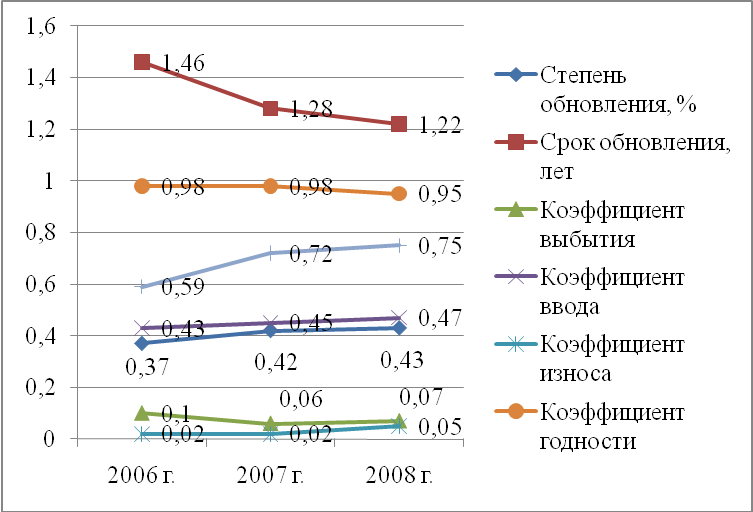 1,6
1,4
1,2
1
0,8
0,6
0,4
0,2
0
1,46
1,28
1,22
0,98
0,98
0,95
0,59
0,72
0,75
0,43
0,45
0,47
0,37
0,42
0,43
0,1
0,06
0,07
0,02
0,02
0,05
2006 г.
2007 г.
2008 г.
Степень
обновления, %
Срок обновления,
лет
Коэффициент
выбытия
Коэффициент
ввода
Коэффициент
износа
Коэффициент
годности